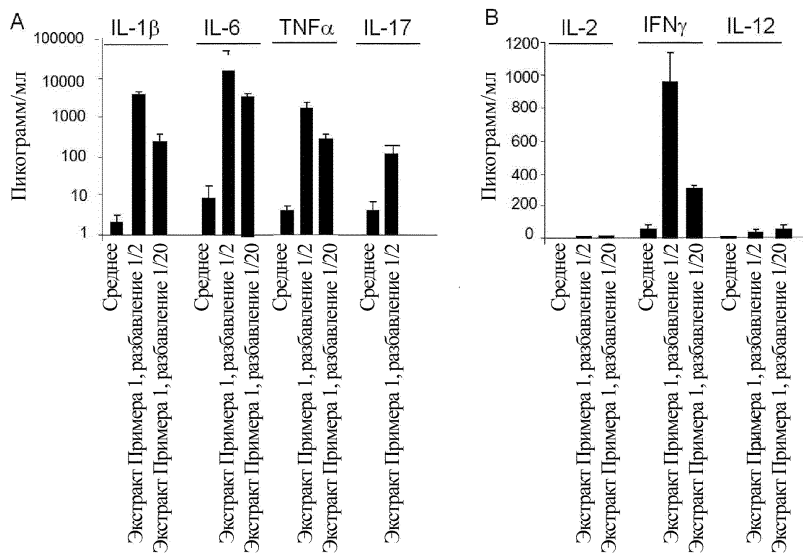 A
IL-1β
IL-6
TNFα
IL-17
Пикограмм/мл
100000
10000
1000
100
10
1
Среднее
Экстракт Примера 1, разбавление 1/2
Экстракт Примера 1, разбавление 1/20
Среднее
Экстракт Примера 1, разбавление 1/2
Экстракт Примера 1, разбавление 1/20
Среднее
Экстракт Примера 1, разбавление 1/2
Экстракт Примера 1, разбавление 1/20
Среднее
Экстракт Примера 1, разбавление 1/2
B
IL-2
IFNγ
IL-12
Пикограмм/мл
1200
1000
800
600
400
200
0
Среднее
Экстракт Примера 1, разбавление 1/2
Экстракт Примера 1, разбавление 1/20
Среднее
Экстракт Примера 1, разбавление 1/2
Экстракт Примера 1, разбавление 1/20
Среднее
Экстракт Примера 1, разбавление 1/2
Экстракт Примера 1, разбавление 1/20